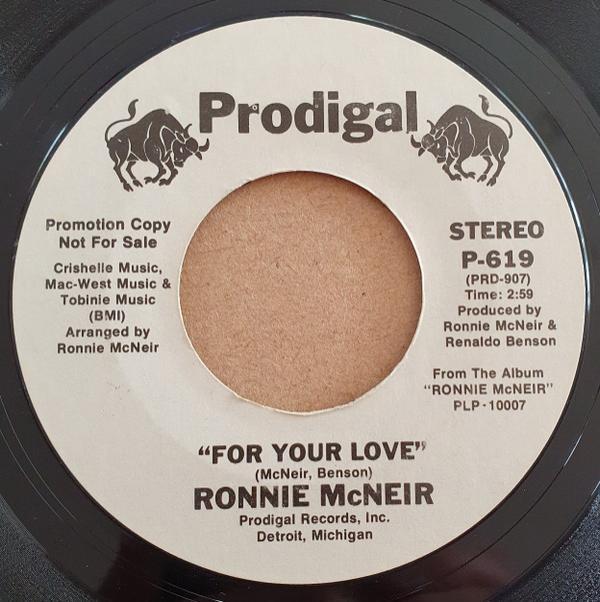 Prodigal
Promotion Copy
Not For Sale
Crishelle Music,
Mac-West Music &
Tobinie Music
(BMI)
Arranged by
Ronnie McNeir
STEREO
P-619
(PRD-907)
Time: 2:59
Produced by
Ronnie McNeir &
Renaldo Benson
From The Album
"RONNIE McNEIR"
PLP-10007
"FOR YOUR LOVE"
(McNeir, Benson)
RONNIE McNEIR
Prodigal Records, Inc.
Detroit, Michigan